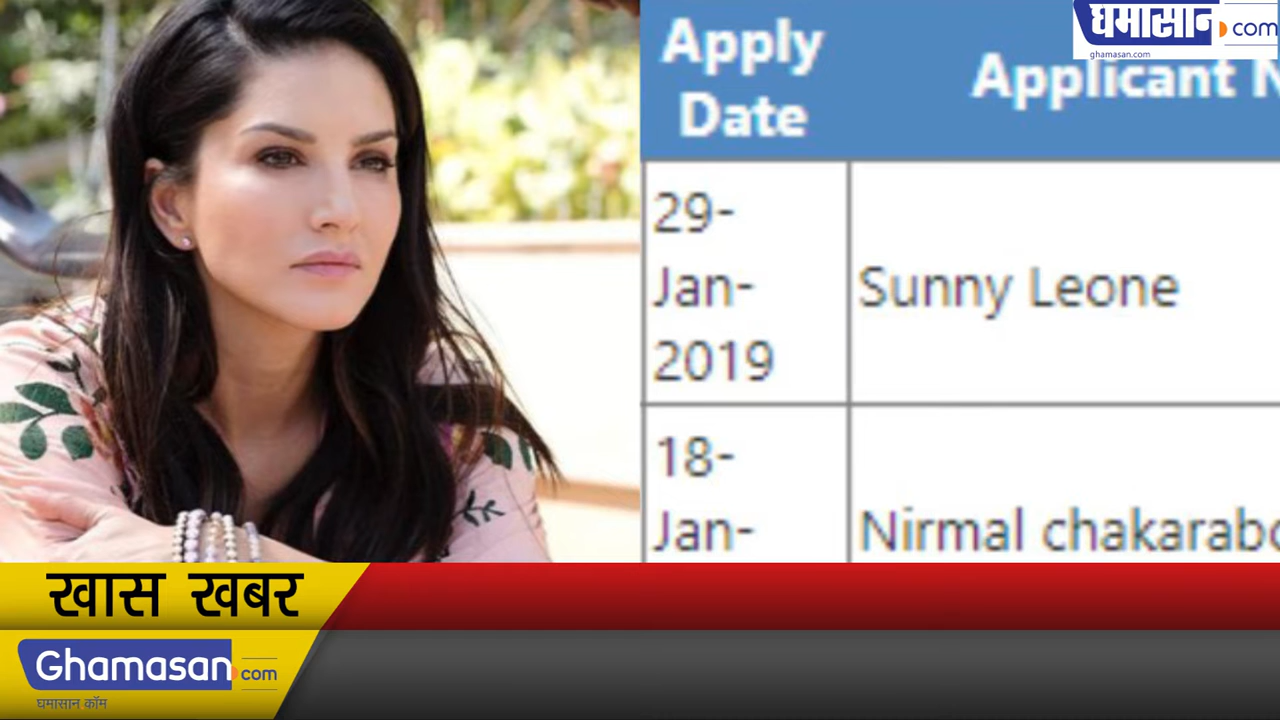 Apply
Date
Applicant N
29-
Jan-
2019
Sunny Leone
18-
Jan-
Nirmal chakarabo
घमासान.com
ghamasan.com
खास खबर
Ghamasan.com
घमासान कॉम